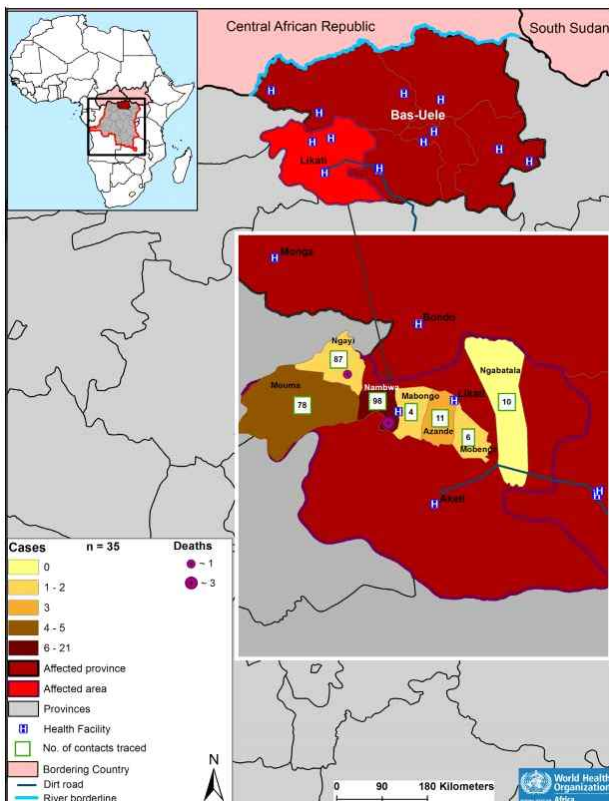 Central African Republic
South Sudan
Bas-Uele
Likati
Monga
Bondo
Ngayi
87
Ngabatala
Mouma
78
Nambwa
98
Mabongo
4
Likati
11
Azande
10
6
Mobenge
Aketi
Cases n = 35
Deaths
0
~ 1
1 - 2
~ 3
3
4 - 5
6 - 21
Affected province
Affected area
Provinces
H Health Facility
No. of contacts traced
Bordering Country
Dirt road
River borderline
N
0 90 180 Kilometers
World Health
Organization
Africa